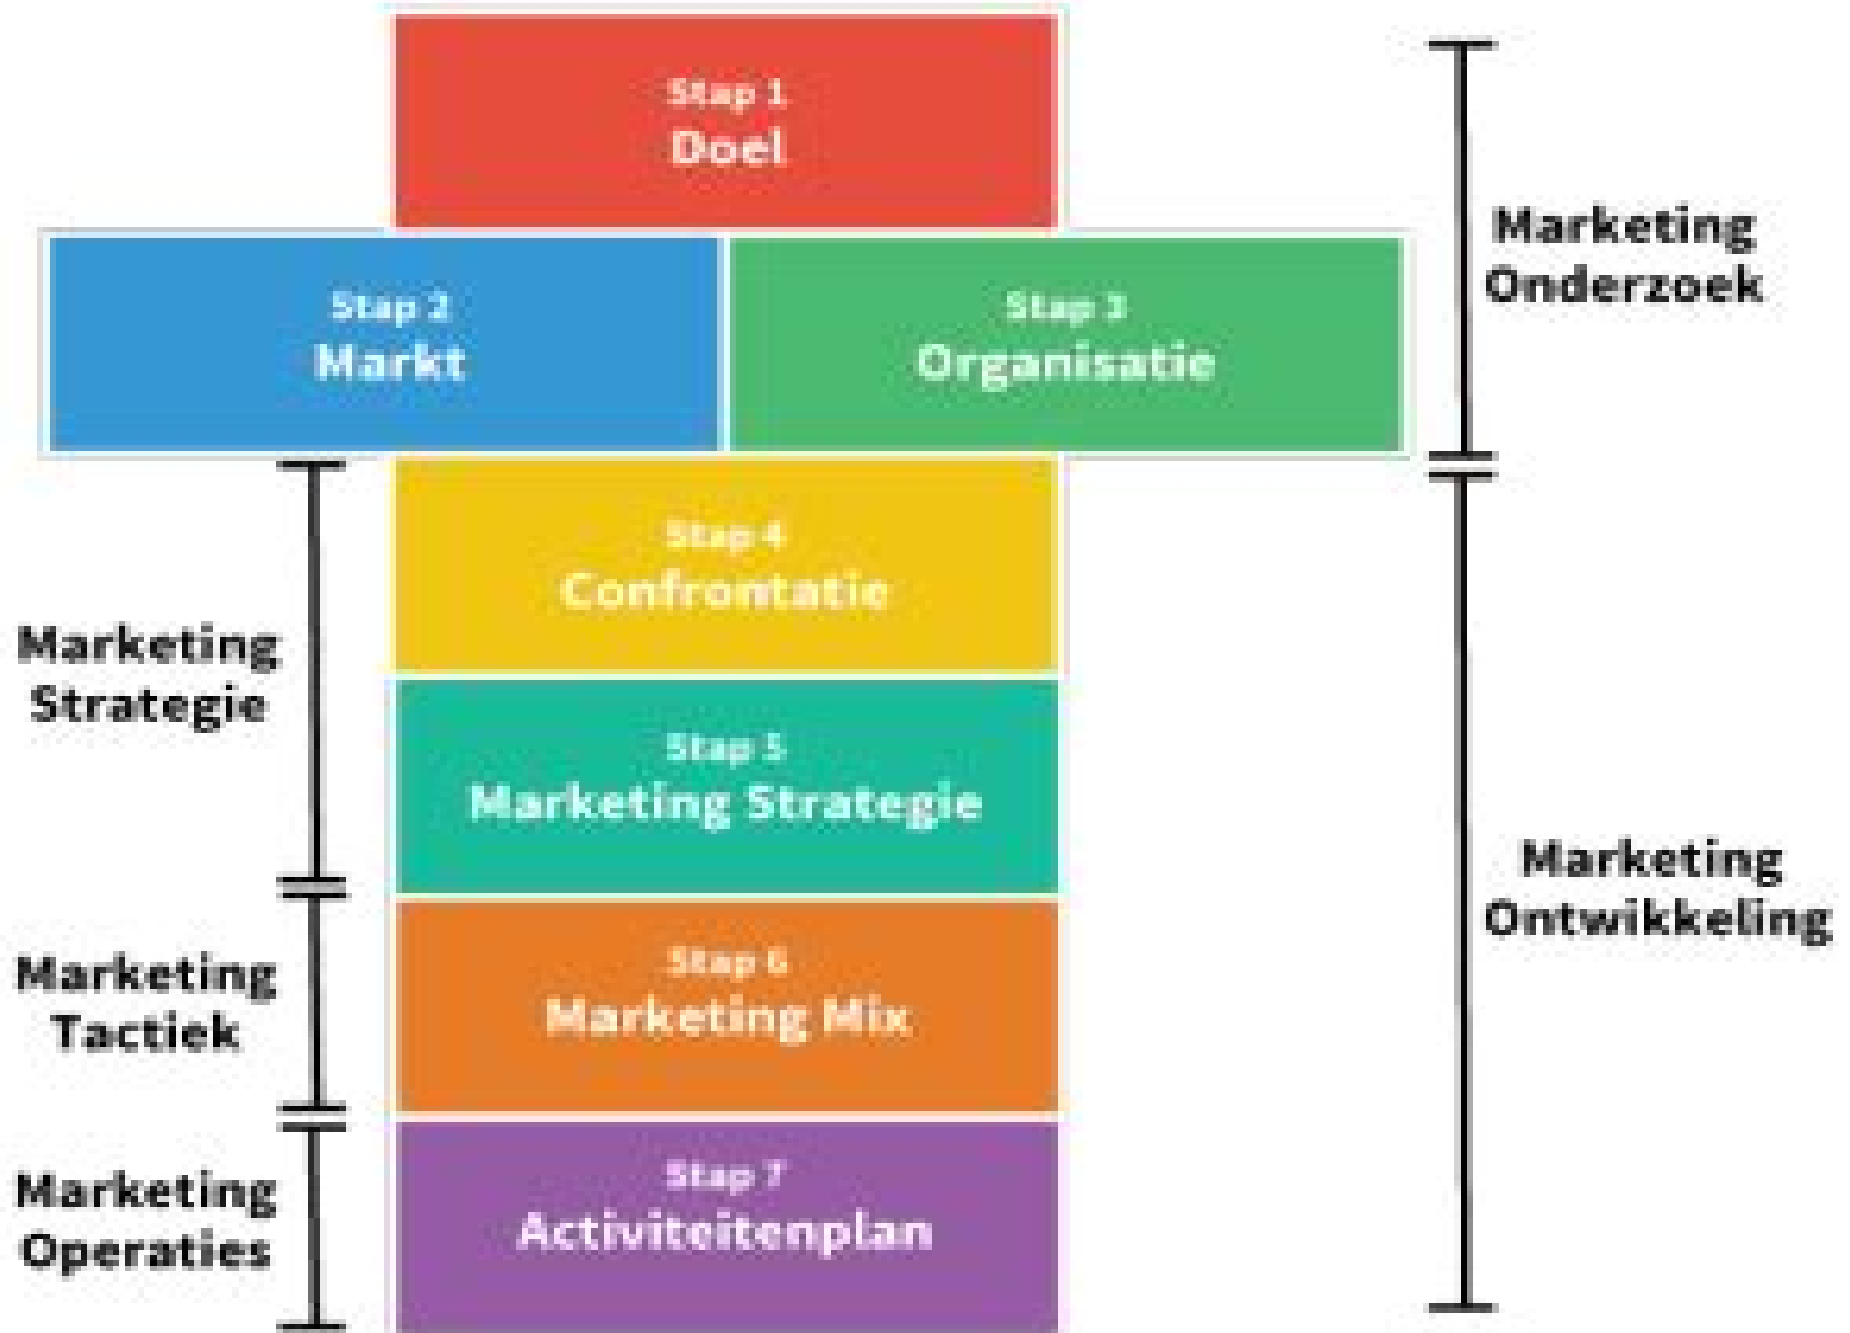 Stap 1
Doel
Stap 2
Markt
Stap 3
Organisatie
Marketing
Onderzoek
Stap 4
Confrontatie
Marketing
Strategie
Stap 5
Marketing Strategie
Marketing
Ontwikkeling
Stap 6
Marketing Mix
Marketing
Tactiek
Stap 7
Activiteitenplan
Marketing
Operaties